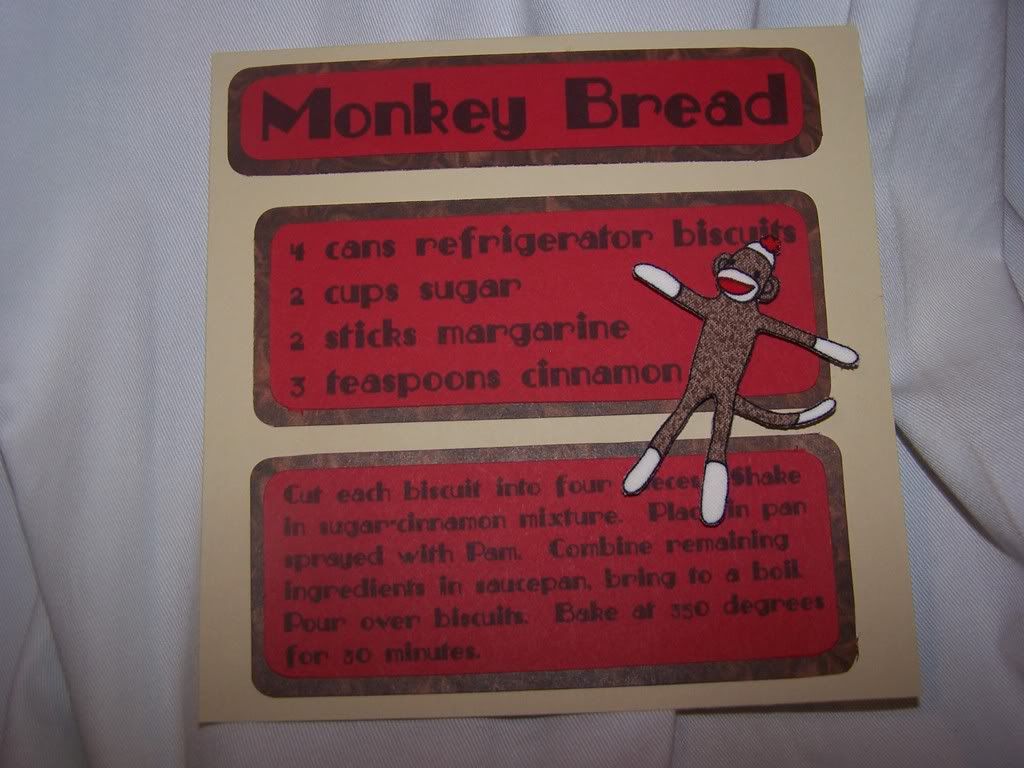 Monkey Bread
4 cans refrigerator biscuits
2 cups sugar
2 sticks margarine
3 teaspoons cinnamon
Cut each biscuit into four pieces. Shake
in sugar-cinnamon mixture. Place in pan
sprayed with Pam. Combine remaining
ingredients in saucepan, bring to a boil.
Pour over biscuits. Bake at 350 degrees
for 30 minutes.